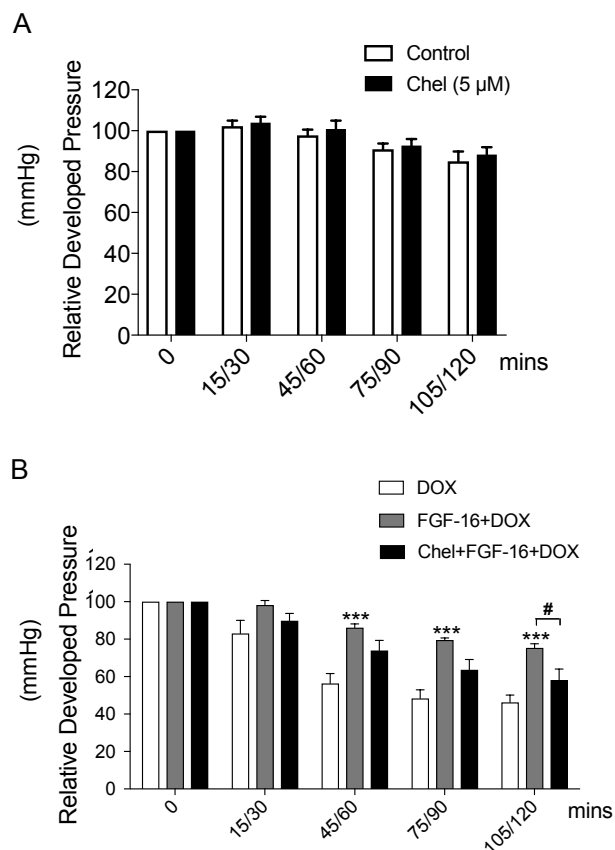 A
Control
Chel (5 µM)
Relative Developed Pressure
(mmHg)
120
100
80
60
40
20
0
0
15/30
45/60
75/90
105/120
mins
B
DOX
FGF-16+DOX
Chel+FGF-16+DOX
Relative Developed Pressure
(mmHg)
120
100
80
60
40
20
0
***
***
***
#
0
15/30
45/60
75/90
105/120
mins